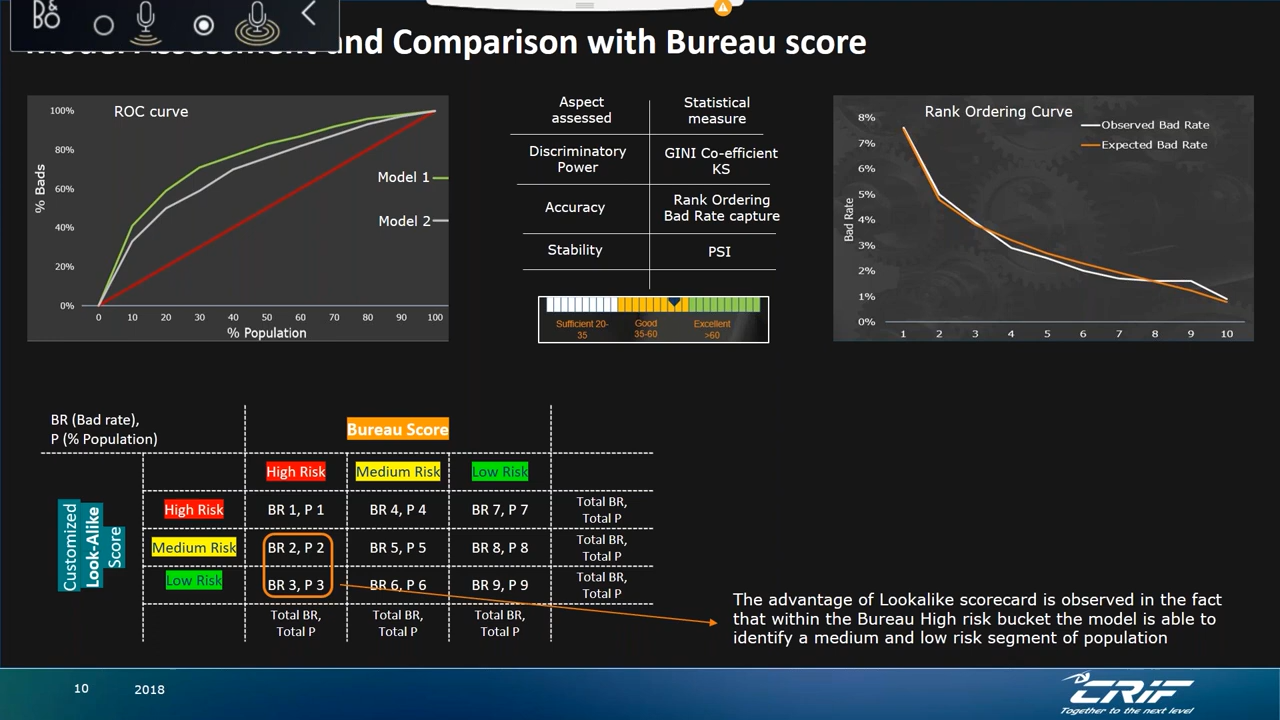 B&O
and Comparison with Bureau score
ROC curve
% Bads
100%
80%
60%
40%
20%
0%
0 10 20 30 40 50 60 70 80 90 100
% Population
Model 1
Model 2
Aspect assessed
Statistical measure
Discriminatory Power
GINI Co-efficient KS
Accuracy
Rank Ordering Bad Rate capture
Stability
PSI
Sufficient 20-35
Good 35-60
Excellent >60
Rank Ordering Curve
Observed Bad Rate
Expected Bad Rate
Bad Rate
8%
7%
6%
5%
4%
3%
2%
1%
0%
1 2 3 4 5 6 7 8 9 10
BR (Bad rate),
P (% Population)
Bureau Score
High Risk Medium Risk Low Risk
Customized
Look-Alike
Score
High Risk BR 1, P 1 BR 4, P 4 BR 7, P 7 Total BR, Total P
Medium Risk BR 2, P 2 BR 5, P 5 BR 8, P 8 Total BR, Total P
Low Risk BR 3, P 3 BR 6, P 6 BR 9, P 9 Total BR, Total P
Total BR, Total P Total BR, Total P Total BR, Total P
The advantage of Lookalike scorecard is observed in the fact
that within the Bureau High risk bucket the model is able to
identify a medium and low risk segment of population
10
2018
CRIF
Together to the next level